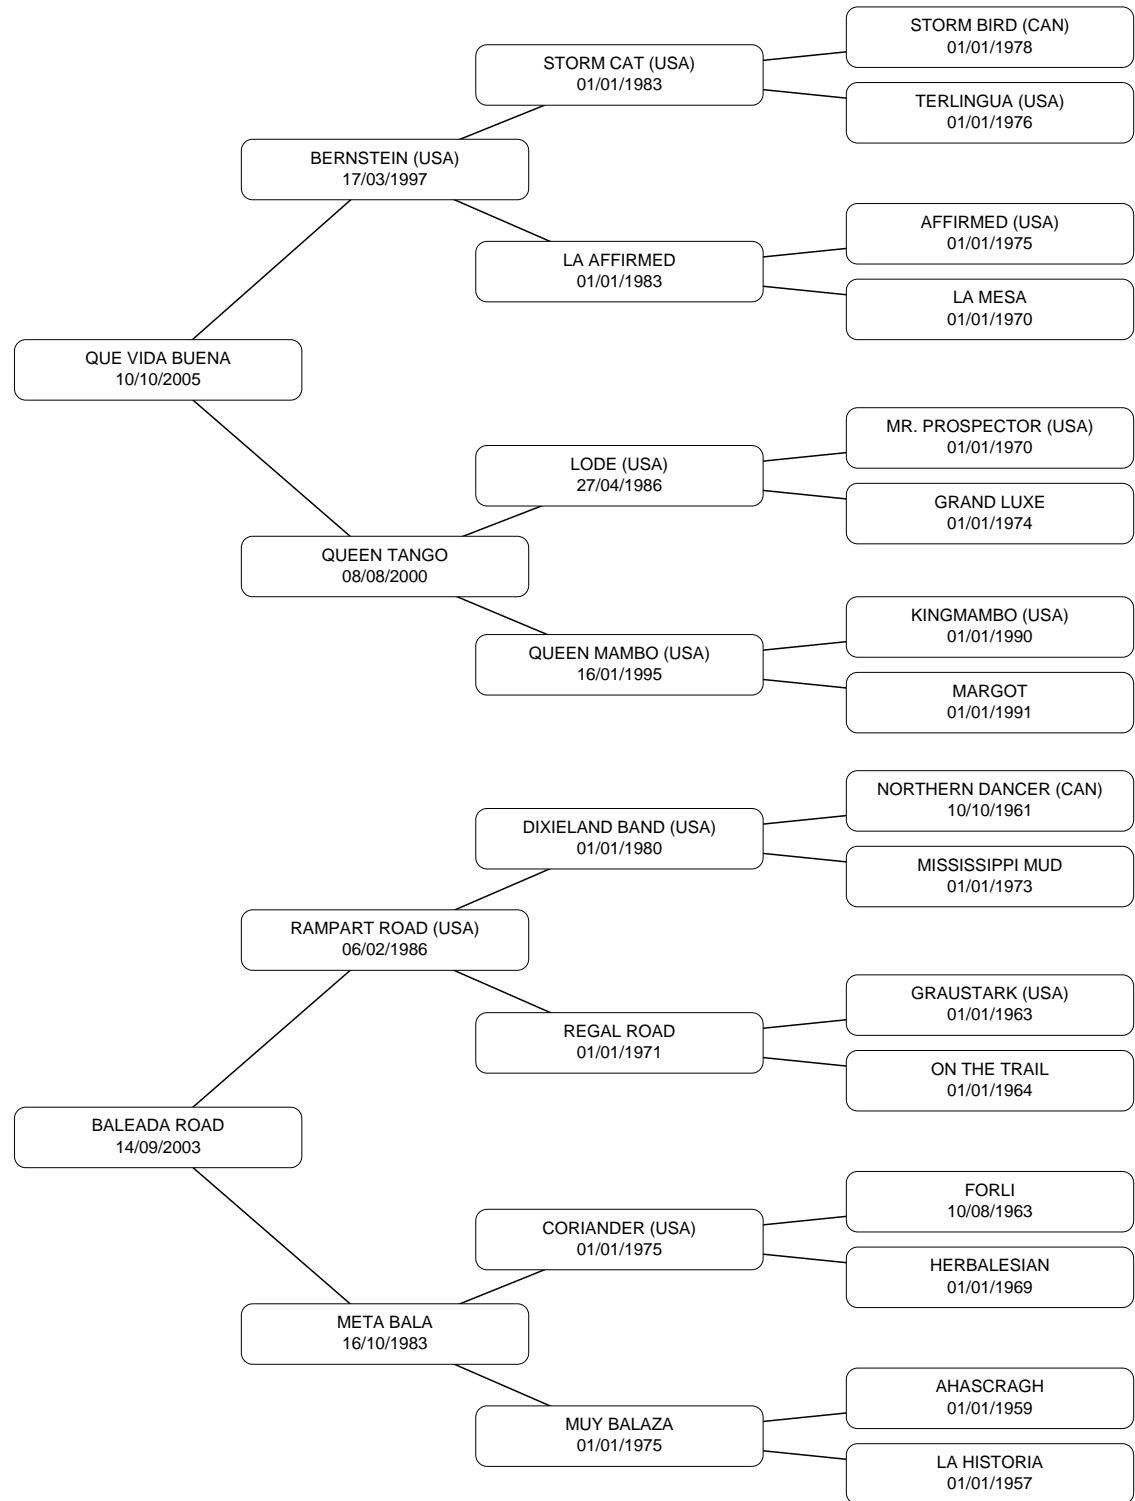 STORM BIRD (CAN)
01/01/1978
STORM CAT (USA)
01/01/1983
TERLINGUA (USA)
01/01/1976
BERNSTEIN (USA)
17/03/1997
AFFIRMED (USA)
01/01/1975
LA AFFIRMED
01/01/1983
LA MESA
01/01/1970
QUE VIDA BUENA
10/10/2005
MR. PROSPECTOR (USA)
01/01/1970
LODE (USA)
27/04/1986
GRAND LUXE
01/01/1974
QUEEN TANGO
08/08/2000
KINGMAMBO (USA)
01/01/1990
QUEEN MAMBO (USA)
16/01/1995
MARGOT
01/01/1991
NORTHERN DANCER (CAN)
10/10/1961
DIXIELAND BAND (USA)
01/01/1980
MISSISSIPPI MUD
01/01/1973
RAMPART ROAD (USA)
06/02/1986
GRAUSTARK (USA)
01/01/1963
REGAL ROAD
01/01/1971
ON THE TRAIL
01/01/1964
BALEADA ROAD
14/09/2003
FORLI
10/08/1963
CORIANDER (USA)
01/01/1975
HERBALESIAN
01/01/1969
META BALA
16/10/1983
AHASCRAGH
01/01/1959
MUY BALAZA
01/01/1975
LA HISTORIA
01/01/1957